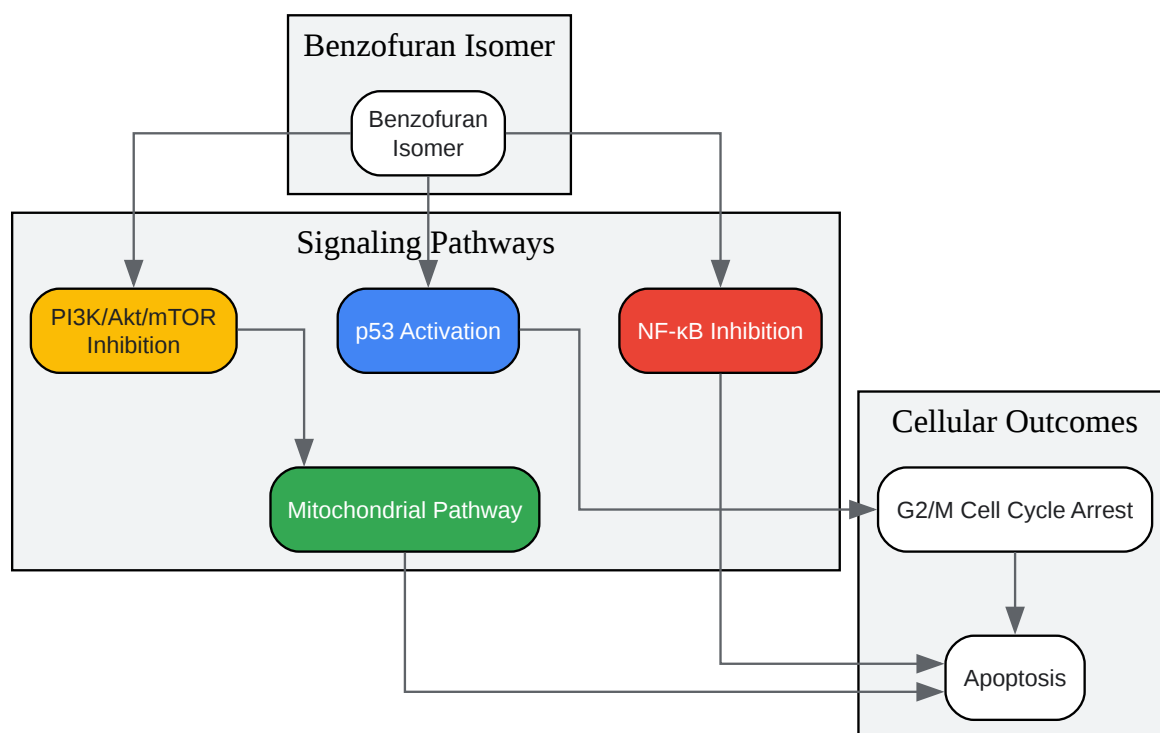 Benzofuran Isomer
Benzofuran
Isomer
Signaling Pathways
PI3K/Akt/mTOR
Inhibition
p53 Activation
NF-κB Inhibition
Mitochondrial Pathway
Cellular Outcomes
G2/M Cell Cycle Arrest
Apoptosis